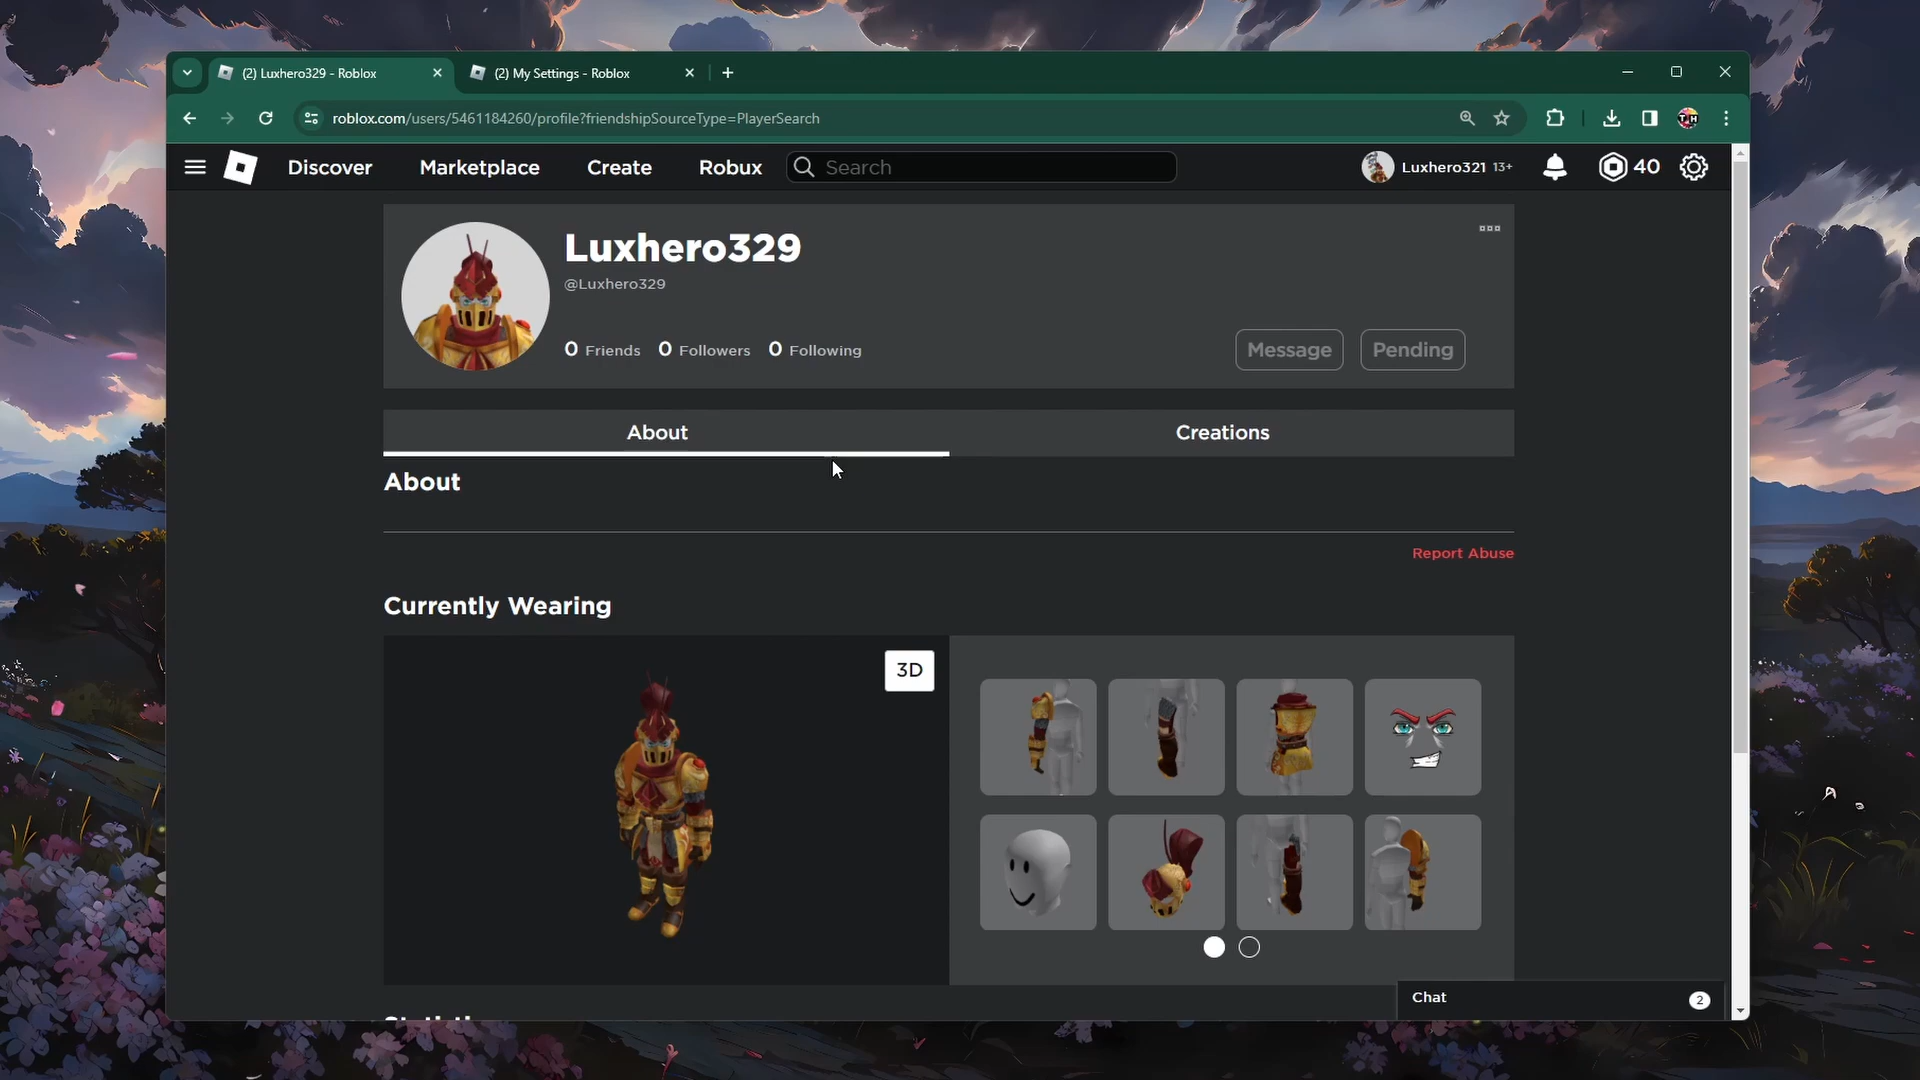 (2) Luxhero329 - Roblox
(2) My Settings - Roblox
roblox.com/users/5461184260/profile?friendshipSourceType=PlayerSearch
Discover
Marketplace
Create
Robux
Search
Luxhero321 13+
40
Luxhero329
@Luxhero329
0 Friends
0 Followers
0 Following
Message
Pending
About
Creations
About
Report Abuse
Currently Wearing
3D
Chat
2